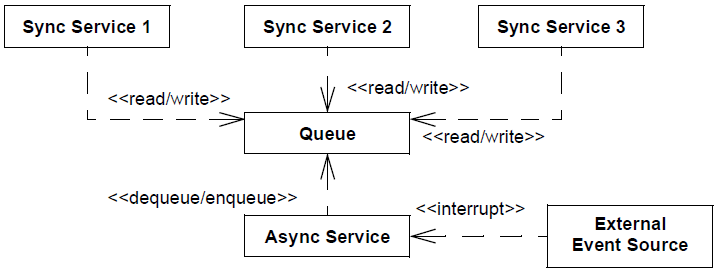 Sync Service 1
Sync Service 2
Sync Service 3
<<read/write>>
<<read/write>>
Queue
<<read/write>>
<<dequeue/enqueue>>
<<interrupt>>
Async Service
External
Event Source